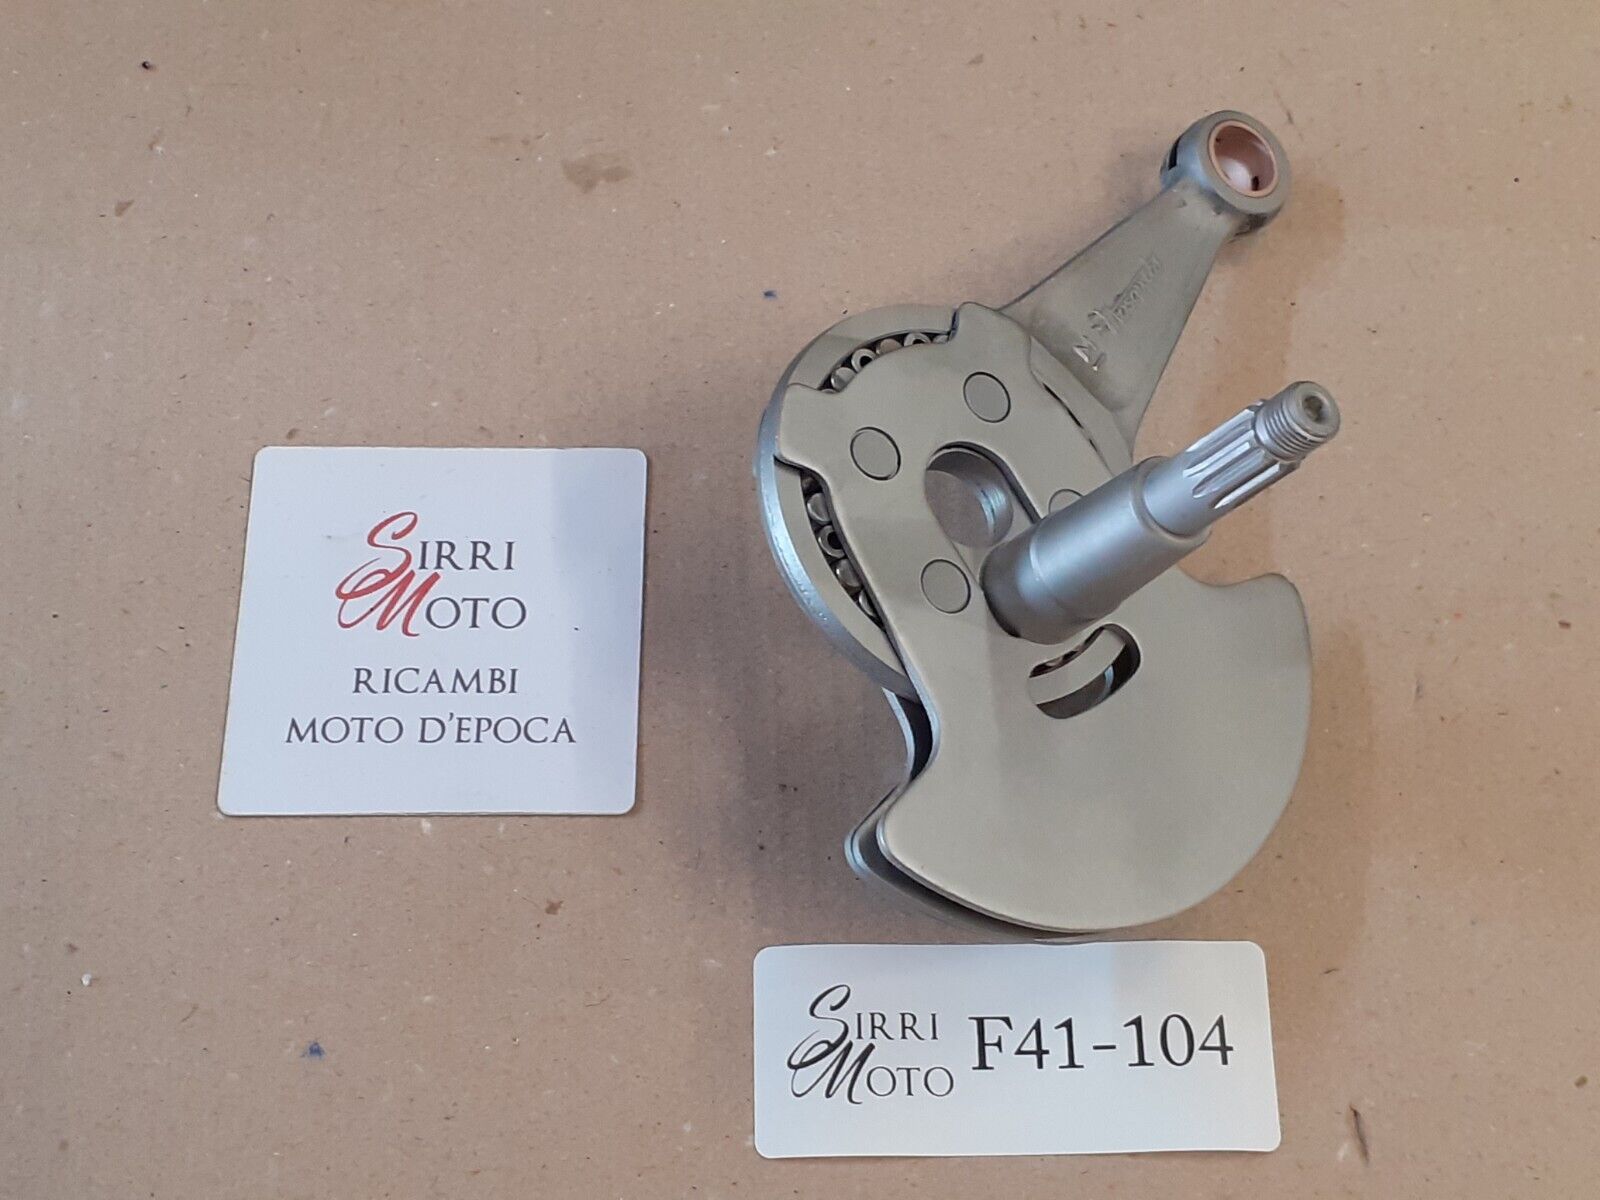 SIRRI
MOTO
RICAMBI
MOTO D'EPOCA
SIRRI
MOTO
F41-104